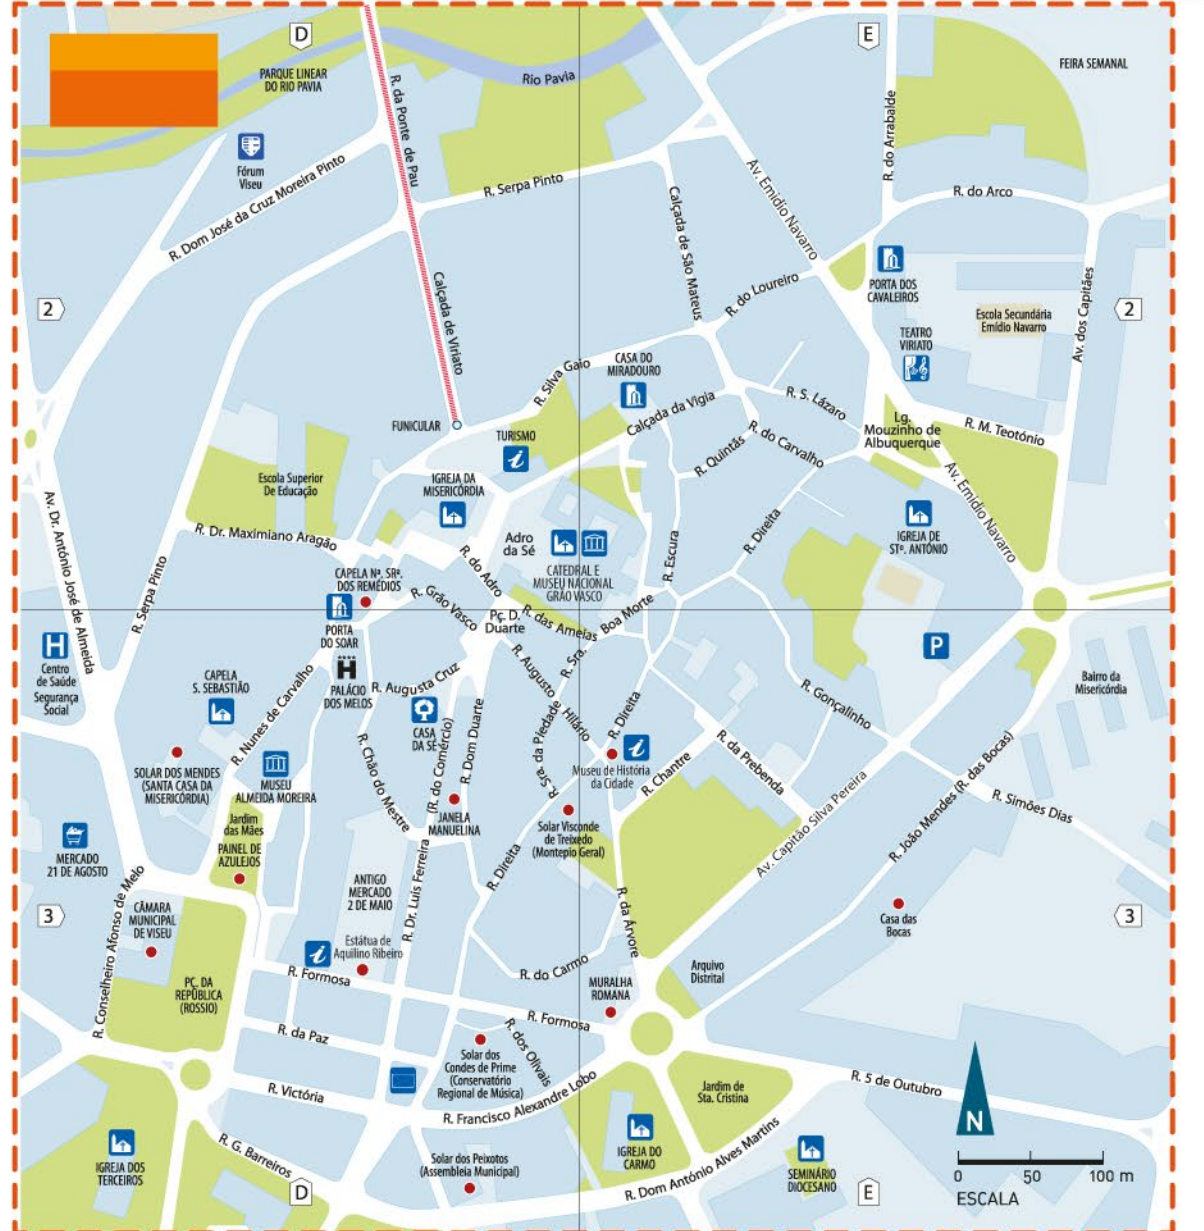 D
E
PARQUE LINEAR
DO RIO PAVIA
R. da Ponte de Pau
Rio Pavia
FEIRA SEMANAL
Fórum
Viseu
R. Dom José da Cruz Moreira Pinto
R. Serpa Pinto
Calçada de São Mateus
Av. Emidio Navarro
R. do Arrabalde
R. do Arco
2
Calçada de Viriato
R. do Loureiro
PORTA DOS
CAVALEIROS
Escola Secundária
Emídio Navarro
Av. dos Capitães
2
TEATRO
VIRIATO
R. Silva Gaio
CASA DO
MIRADOURO
FUNICULAR
TURISMO
Calçada da Vigia
R. S. Lázaro
Lg.
Mouzinho de
Albuquerque
R. M. Teotónio
R. Quintãs
R. do Carvalho
Av. Emídio Navarro
Escola Superior
De Educação
IGREJA DA
MISERICÓRDIA
Av. Dr. António José de Almeida
R. Dr. Maximiano Aragão
Adro
da Sé
R. Escura
R. Direita
IGREJA DE
STº. ANTÓNIO
R. do Adro
CATEDRAL E
MUSEU NACIONAL
GRÃO VASCO
R. Serpa Pinto
CAPELA Nª. SRª.
DOS REMÉDIOS
R. Grão Vasco
Pç. D.
Duarte
R. das Ameias
R. Sra. Boa Morte
H
Centro
de Saúde
Segurança
Social
PORTA
DO SOAR
H
PALÁCIO
DOS MELOS
P
CAPELA
S. SEBASTIÃO
R. Nunes de Carvalho
R. Augusta Cruz
R. Augusto Hilário
R. Direita
R. Gonçalinho
Bairro da
Misericórdia
CASA
DA SÉ
R. Chão do Mestre
(R. do Comércio)
R. Dom Duarte
R. Sra. da Piedade
R. da Prebenda
SOLAR DOS MENDES
(SANTA CASA DA
MISERICÓRDIA)
MUSEU
ALMEIDA MOREIRA
Museu de História
da Cidade
R. Chantre
R. João Mendes (R. das Bocas)
R. Simões Dias
Jardim
das Mães
PAINEL DE
AZULEJOS
JANELA
MANUELINA
Solar Visconde
de Treixedo
(Montepio Geral)
Av. Capitão Silva Pereira
MERCADO
21 DE AGOSTO
R. Conselheiro Afonso de Melo
ANTIGO
MERCADO
2 DE MAIO
R. Dr. Luís Ferreira
R. Direita
R. da Árvore
3
CÂMARA
MUNICIPAL
DE VISEU
Casa das
Bocas
3
Estátua de
Aquilino Ribeiro
R. Formosa
R. do Carmo
Arquivo
Distrital
PC. DA
REPÚBLICA
(ROSSIO)
MURALHA
ROMANA
R. Formosa
R. da Paz
Solar dos
Condes de Prime
(Conservatório
Regional de Música)
R. dos Olivais
R. Victória
R. Francisco Alexandre Lobo
Jardim de
Sta. Cristina
R. 5 de Outubro
N
R. G. Barreiros
IGREJA DOS
TERCEIROS
Solar dos Peixotos
(Assembleia Municipal)
IGREJA DO
CARMO
R. Dom António Alves Martins
SEMINÁRIO
DIOCESANO
0 50 100 m
ESCALA
D
E